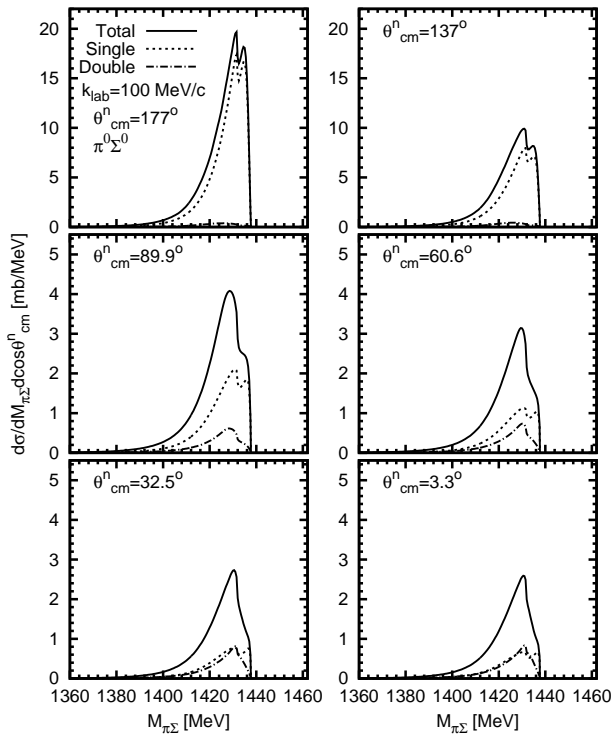 Total
Single
Double
k_lab=100 MeV/c
θ^n_cm=177°
π^0Σ^0
20
15
10
5
0
θ^n_cm=137°
20
15
10
5
0
dσ/dM_πΣ dcosθ^n_cm [mb/MeV]
θ^n_cm=89.9°
5
4
3
2
1
0
θ^n_cm=60.6°
5
4
3
2
1
0
θ^n_cm=32.5°
5
4
3
2
1
0
1360 1380 1400 1420 1440 1460
M_πΣ [MeV]
θ^n_cm=3.3°
5
4
3
2
1
0
1360 1380 1400 1420 1440 1460
M_πΣ [MeV]